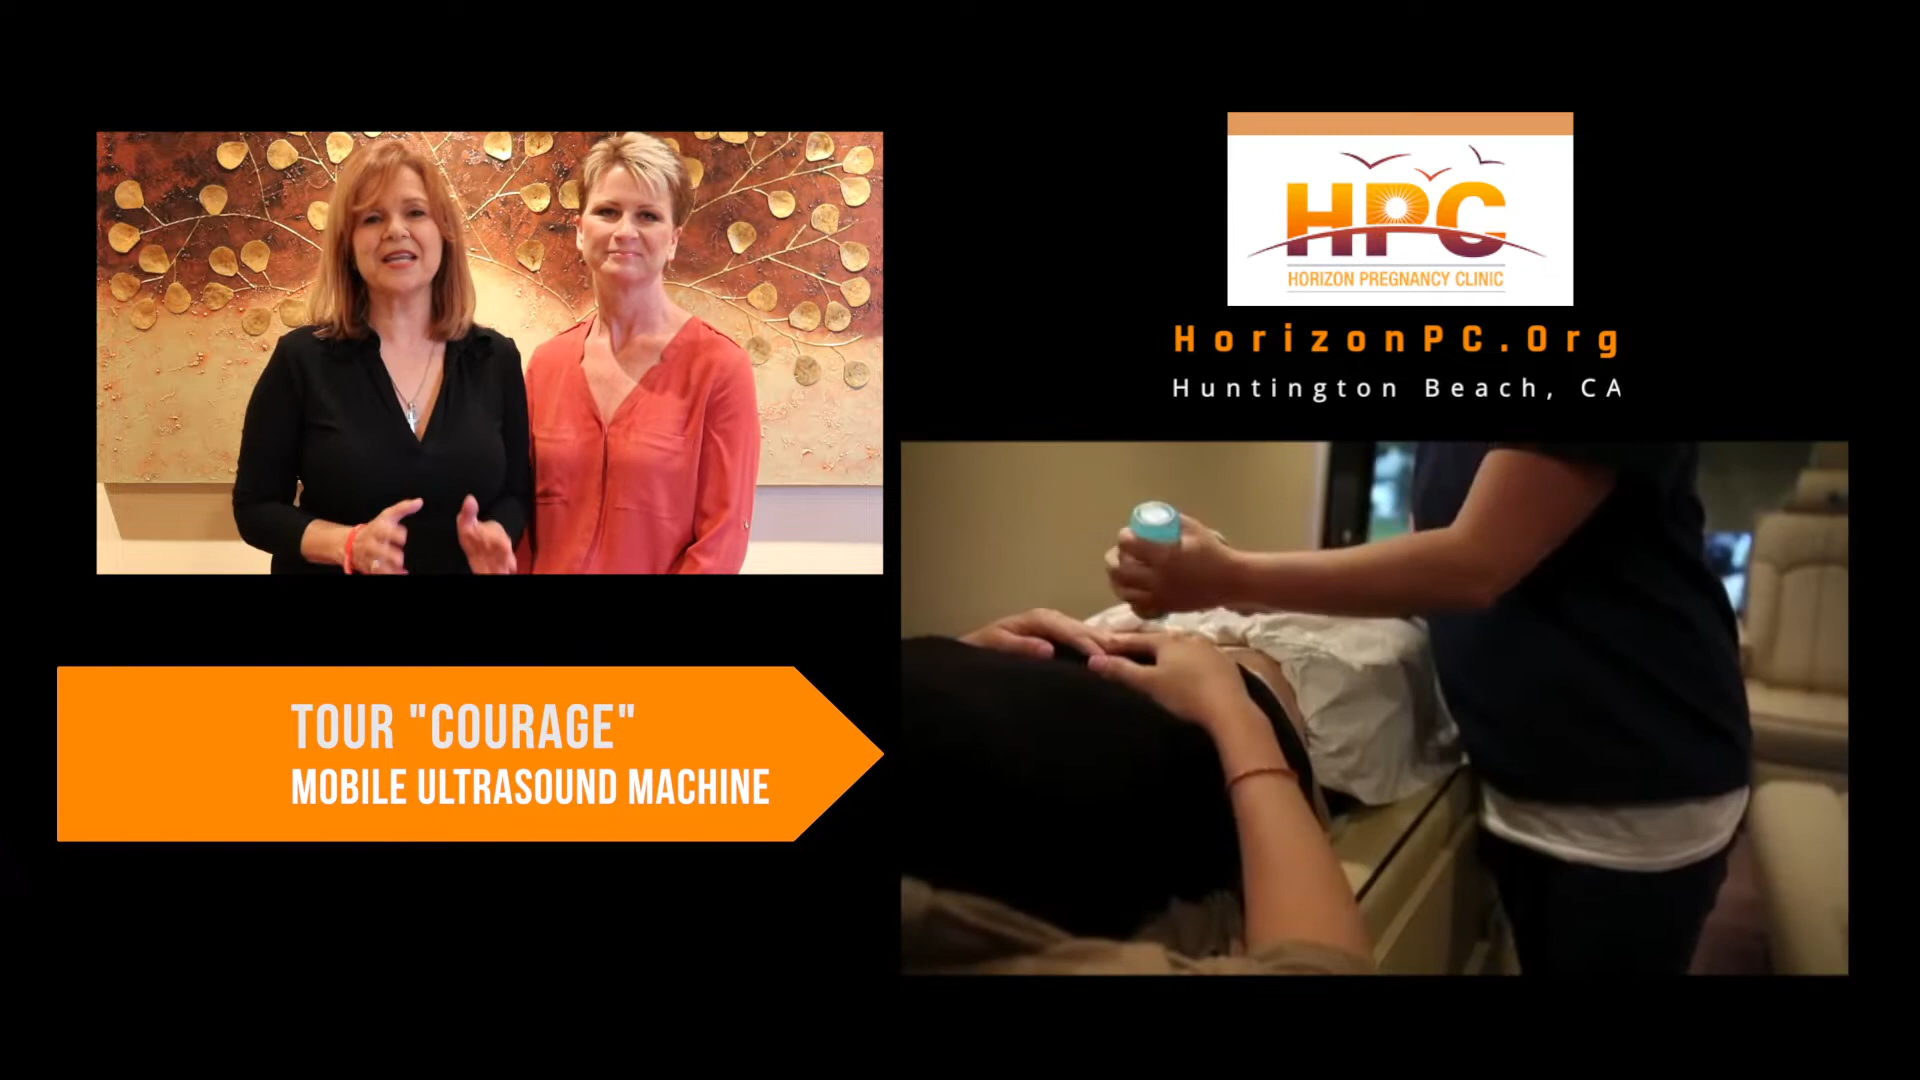 HPC
HORIZON PREGNANCY CLINIC
HorizonPC.Org
Huntington Beach, CA
TOUR "COURAGE"
MOBILE ULTRASOUND MACHINE